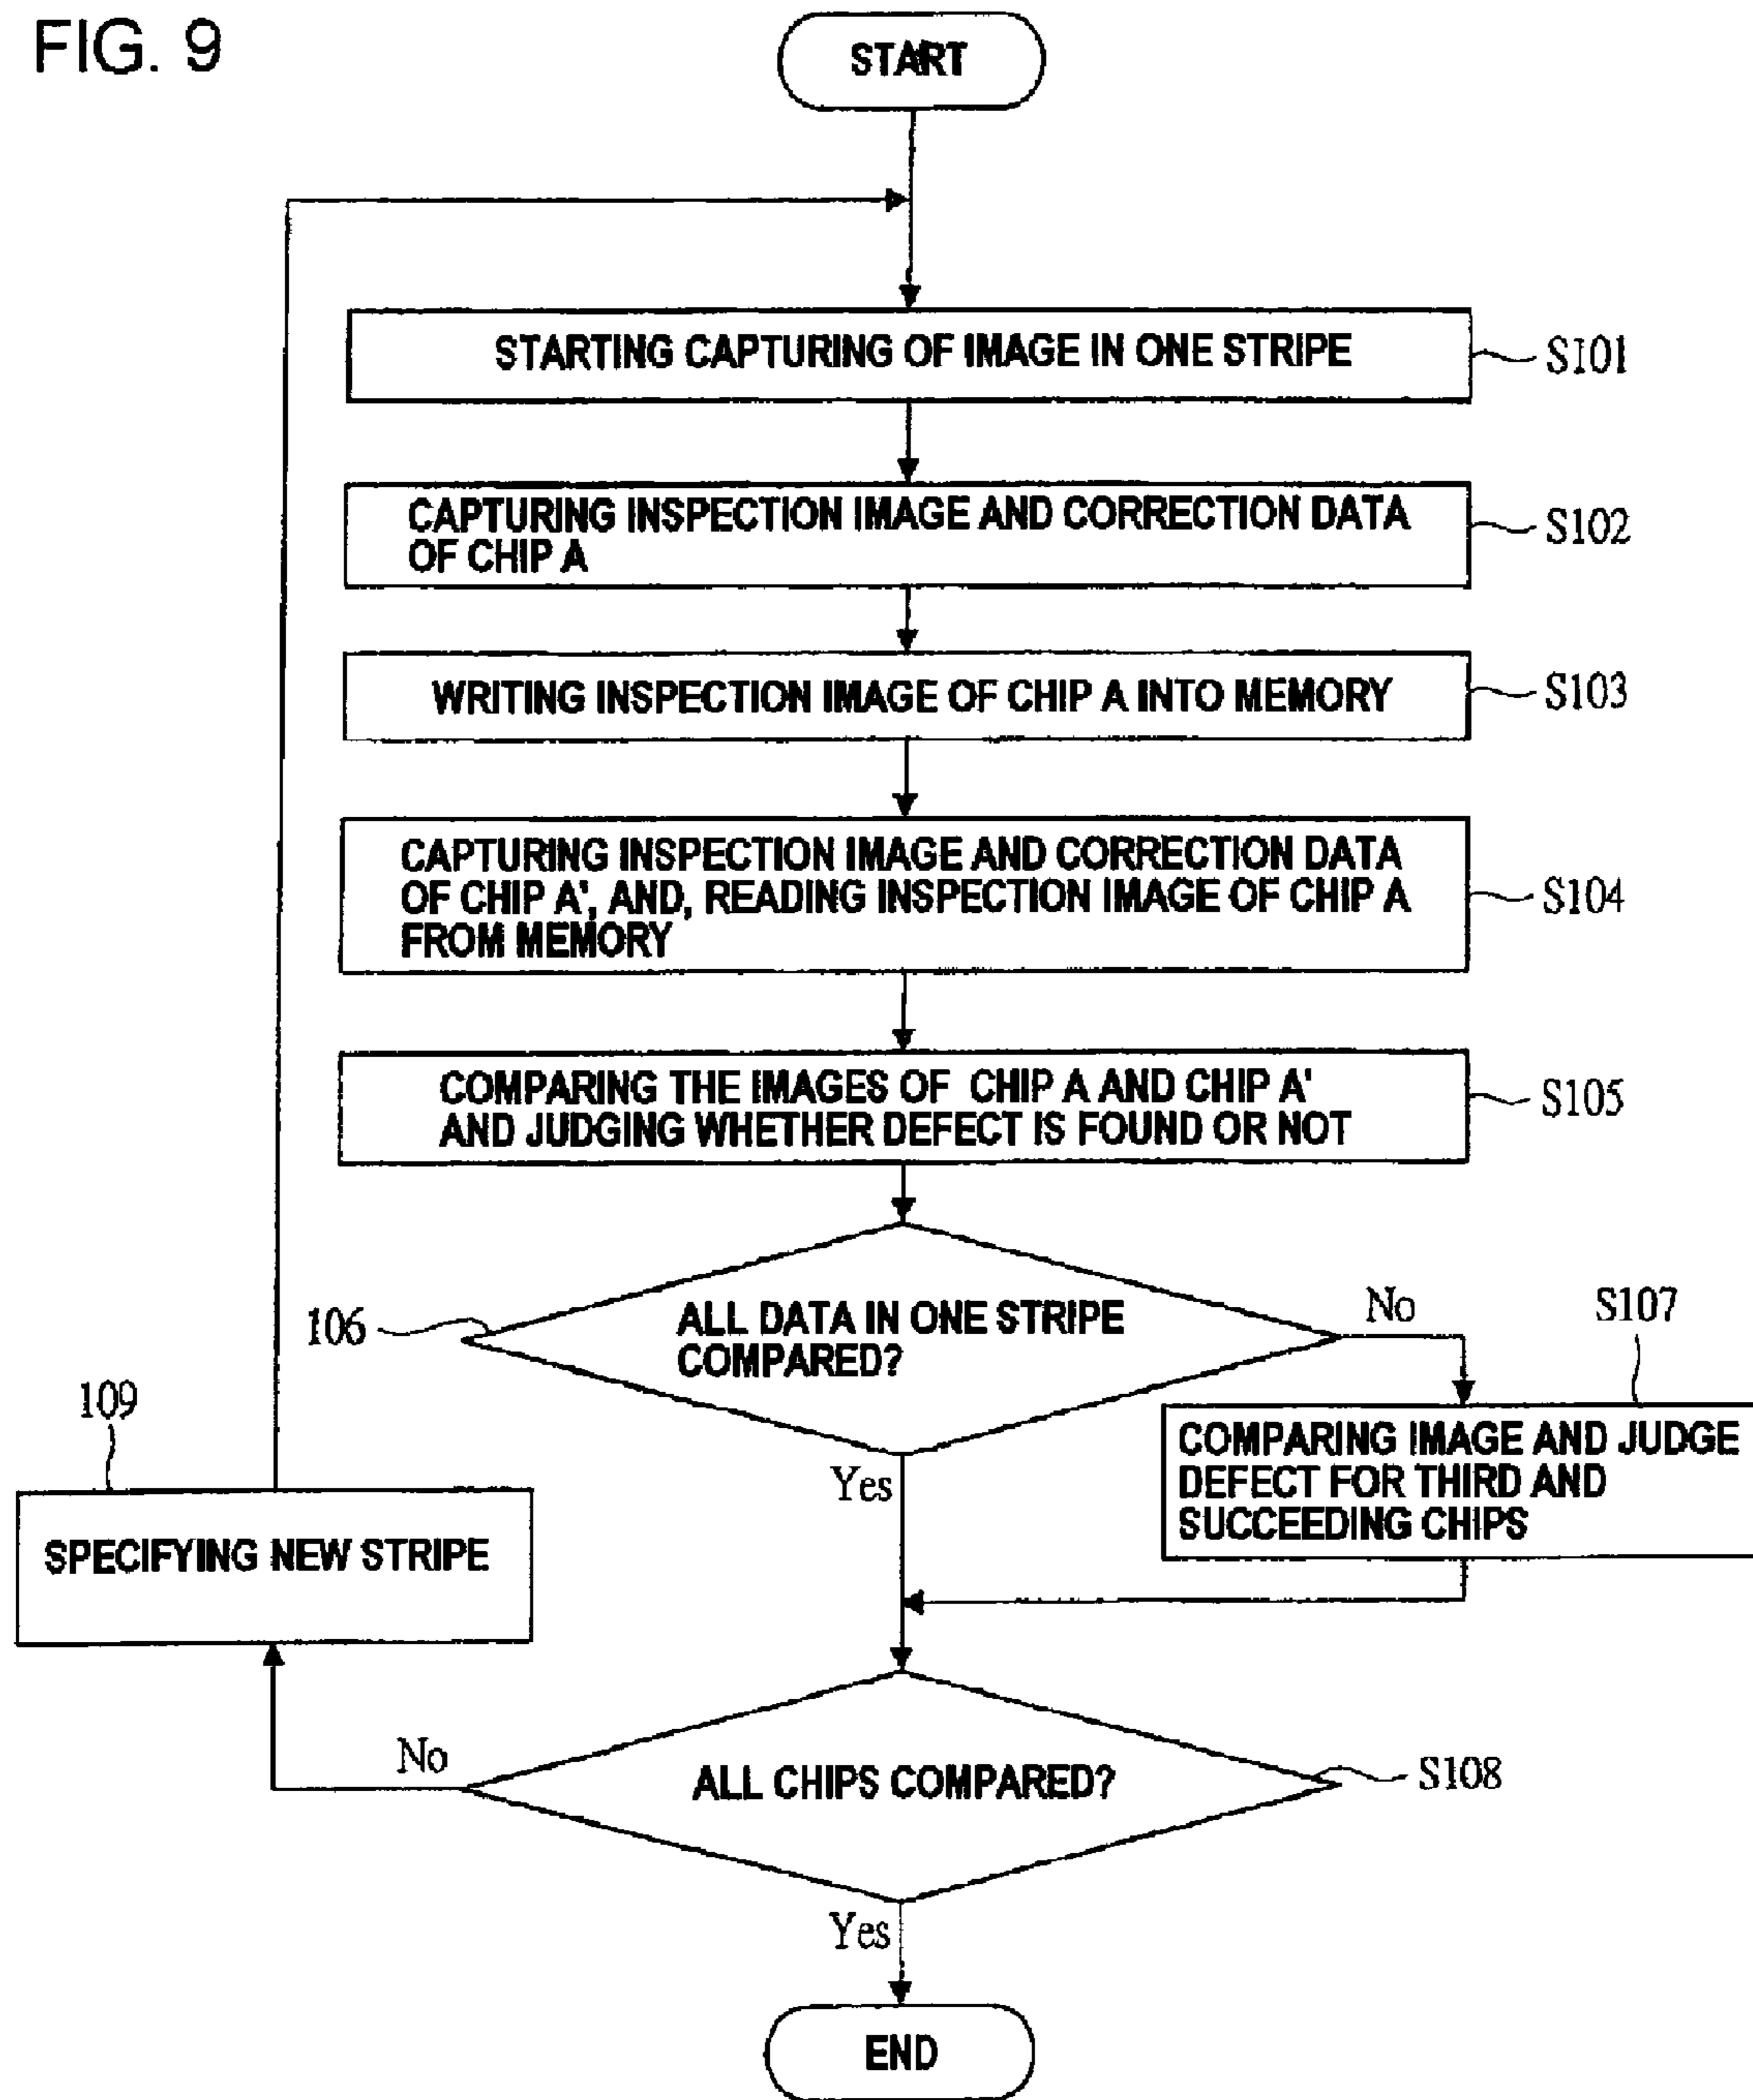 FIG. 9
START
STARTING CAPTURING OF IMAGE IN ONE STRIPE
S101
CAPTURING INSPECTION IMAGE AND CORRECTION DATA
OF CHIP A
S102
WRITING INSPECTION IMAGE OF CHIP A INTO MEMORY
S103
CAPTURING INSPECTION IMAGE AND CORRECTION DATA
OF CHIP A', AND, READING INSPECTION IMAGE OF CHIP A
FROM MEMORY
S104
COMPARING THE IMAGES OF CHIP A AND CHIP A'
AND JUDGING WHETHER DEFECT IS FOUND OR NOT
S105
106
ALL DATA IN ONE STRIPE
COMPARED?
No
S107
Yes
COMPARING IMAGE AND JUDGE
DEFECT FOR THIRD AND
SUCCEEDING CHIPS
109
SPECIFYING NEW STRIPE
No
ALL CHIPS COMPARED?
S108
Yes
END